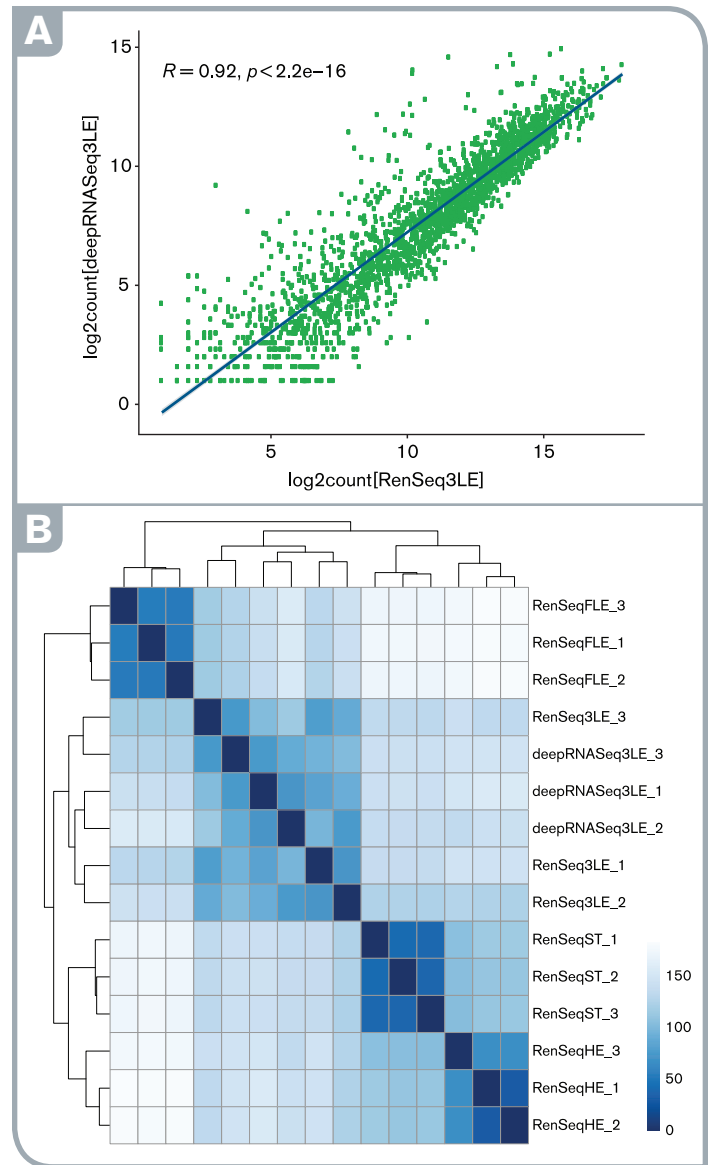 A
15
R = 0.92, p < 2.2e−16
10
5
0
log2count[deepRNASeq3LE]
5 10 15
log2count[RenSeq3LE]
B
RenSeqFLE_3
RenSeqFLE_1
RenSeqFLE_2
RenSeq3LE_3
deepRNASeq3LE_3
deepRNASeq3LE_1
deepRNASeq3LE_2
RenSeq3LE_1
RenSeq3LE_2
RenSeqST_1
RenSeqST_2
RenSeqST_3
RenSeqHE_3
RenSeqHE_1
RenSeqHE_2
150
100
50
0